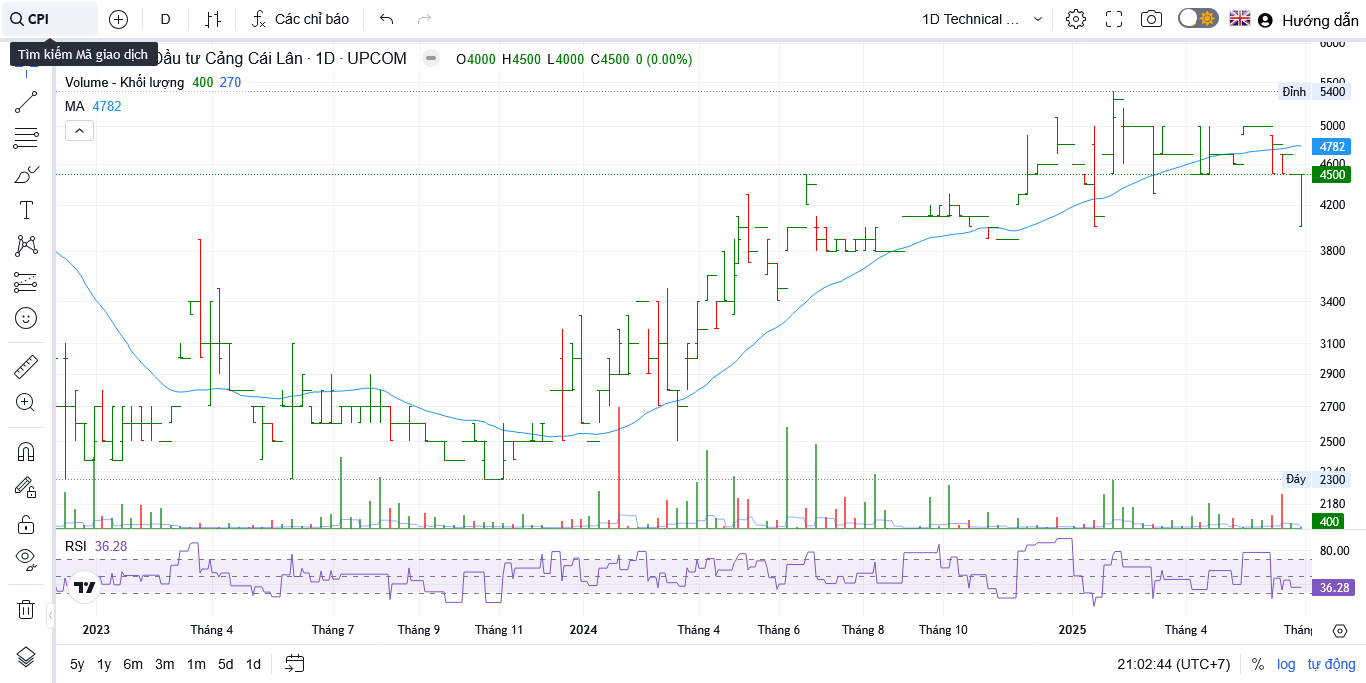 CPI D Các chỉ báo 1D Technical ... Hướng dẫn
Tìm kiếm Mã giao dịch
Đầu tư Cảng Cái Lân · 1D · UPCOM O4000 H4500 L4000 C4500 0 (0.00%)
Volume - Khối lượng 400 270
MA 4782
6000
5500
Đỉnh 5400
5000
4782
4600
4500
4200
3800
3400
3100
2900
2700
2500
2340
Đáy 2300
2180
400
RSI 36.28
80.00
36.28
2023 Tháng 4 Tháng 7 Tháng 9 Tháng 11 2024 Tháng 4 Tháng 6 Tháng 8 Tháng 10 2025 Tháng 4 Thán
5y 1y 6m 3m 1m 5d 1d 21:02:44 (UTC+7) % log tự động